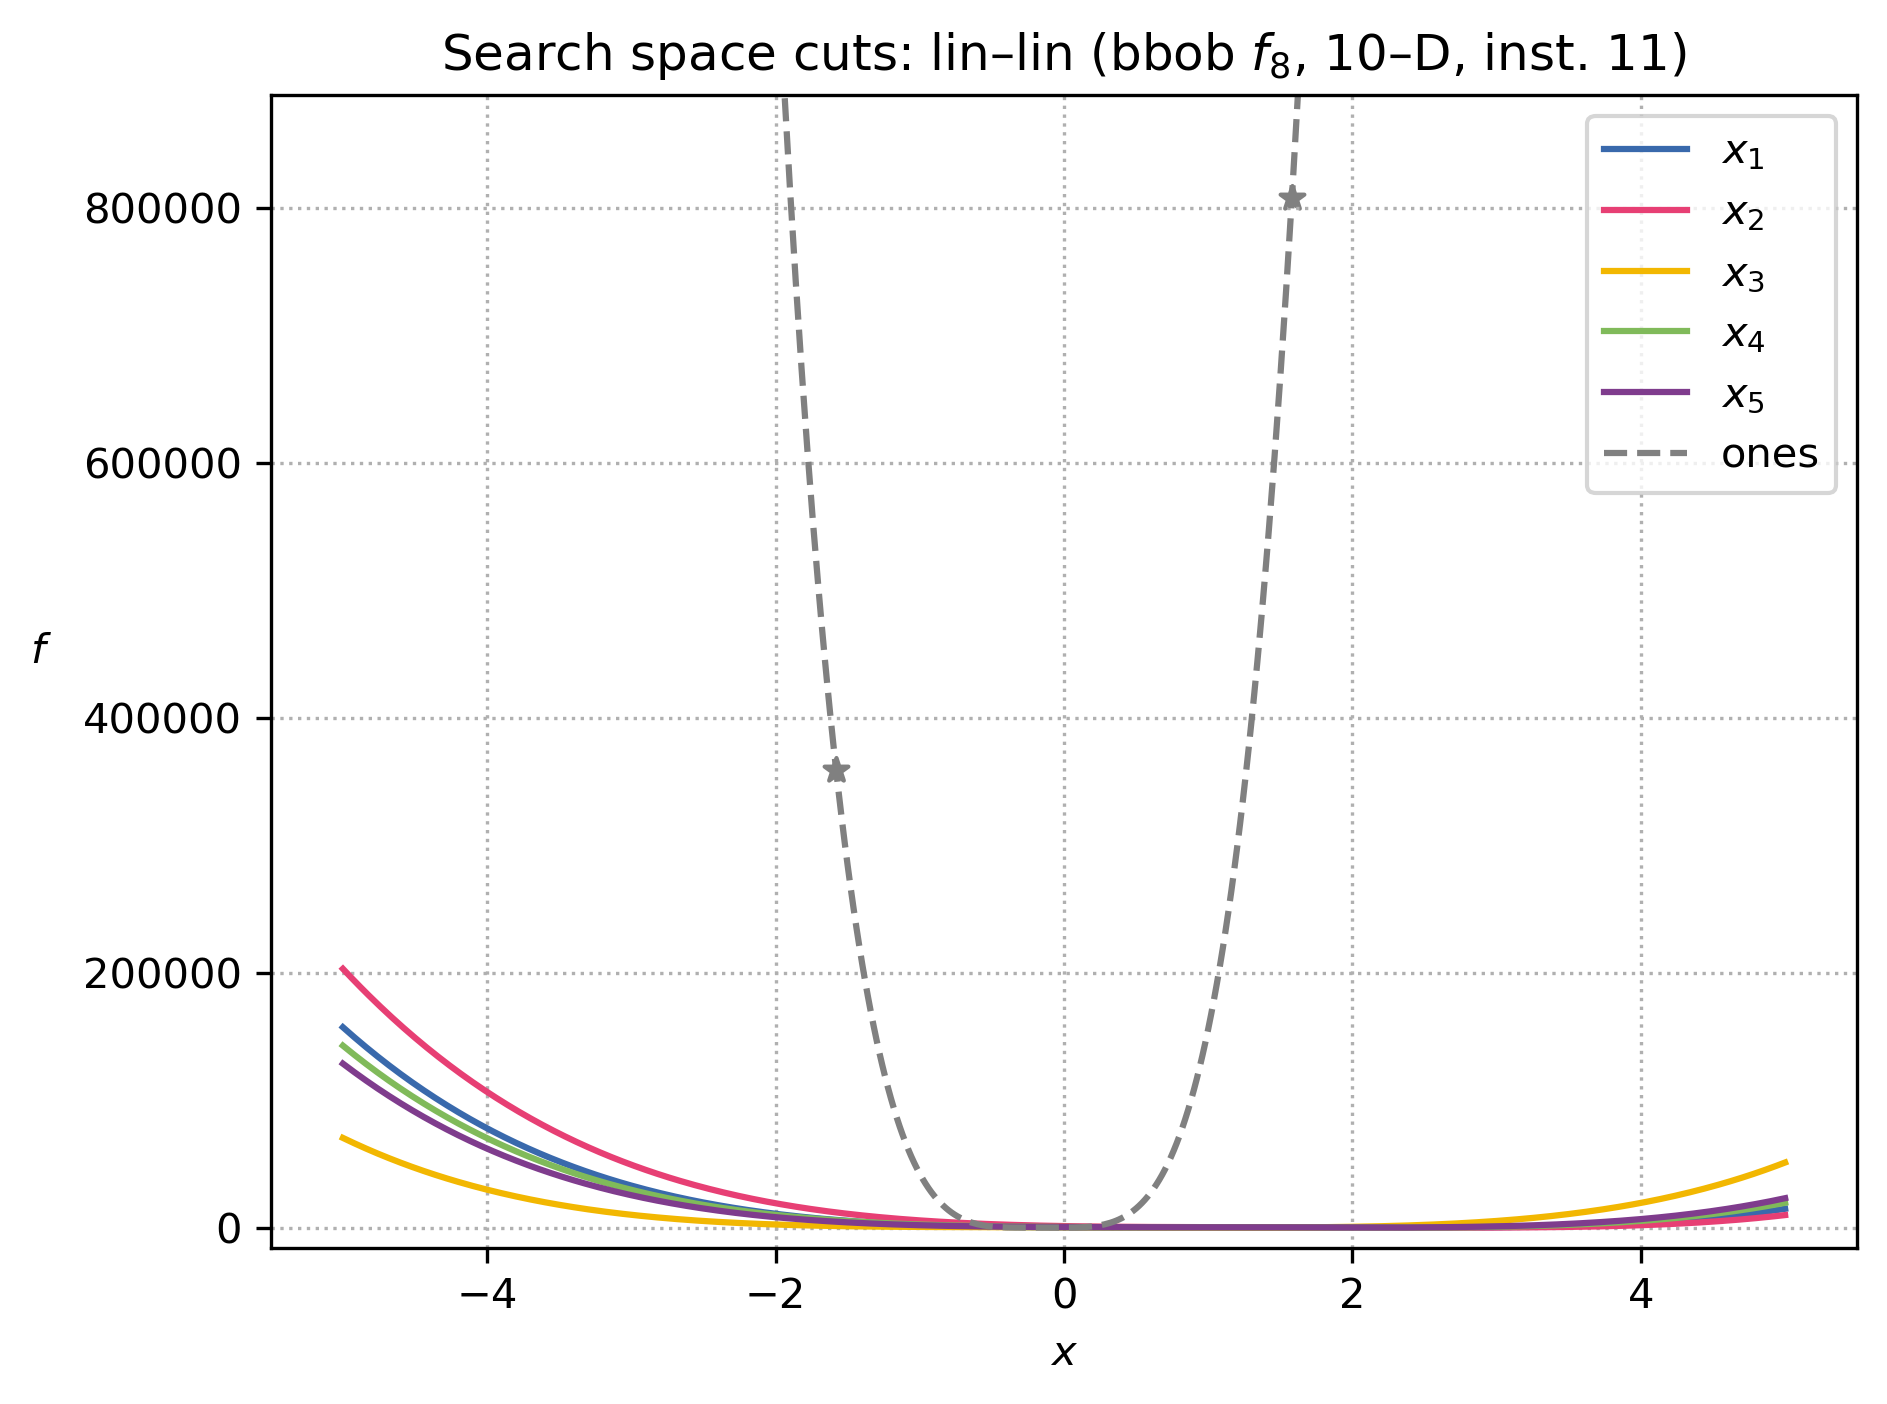 Search space cuts: lin–lin (bbob f₈, 10–D, inst. 11)
x₁
x₂
x₃
x₄
x₅
ones
800000
600000
400000
200000
0
f
−4 −2 0 2 4
x